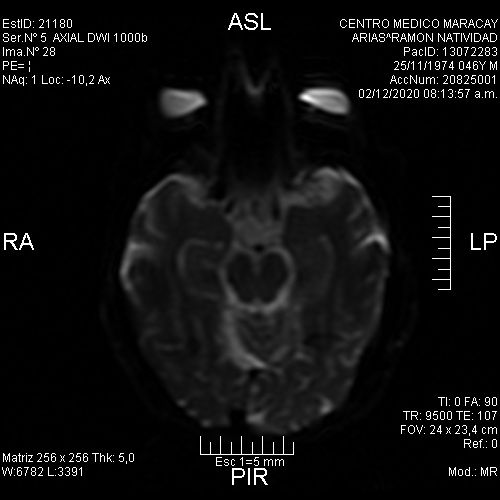 EstID: 21180
Ser.Nº 5 AXIAL DWI 1000b
Ima.Nº 28
PE= ¦
NAq: 1 Loc: -10,2 Ax
ASL
CENTRO MEDICO MARACAY
ARIAS^RAMON NATIVIDAD
PacID: 13072283
25/11/1974 046Y M
AccNum: 20825001
02/12/2020 08:13:57 a.m.
RA
LP
Matriz 256 x 256 Thk: 5,0
W:6782 L:3391
Esc 1=5 mm
PIR
TI: 0 FA: 90
TR: 9500 TE: 107
FOV: 24 x 23,4 cm
Ref.: 0
Mod.: MR